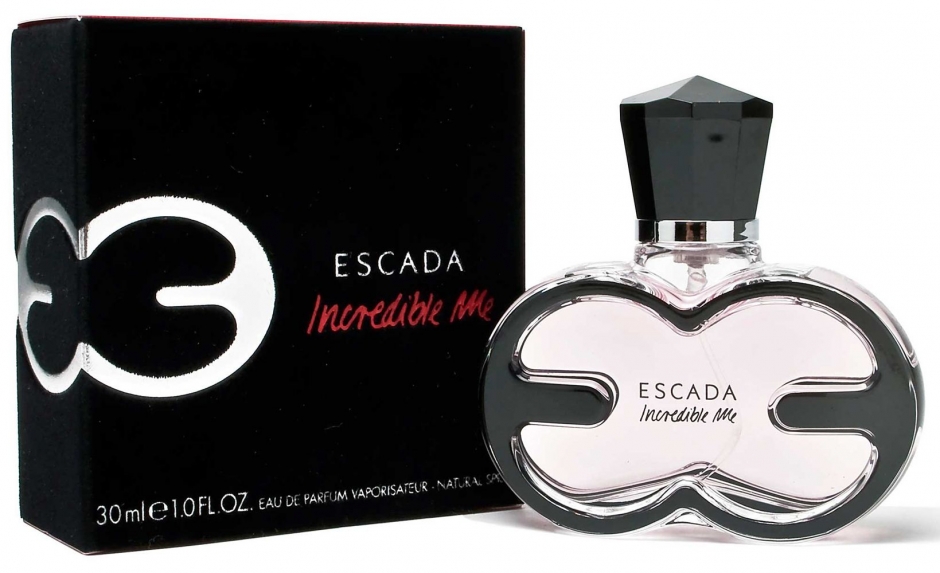 ESCADA
Incredible Me
30ml e 1.0 FL.OZ. EAU DE PARFUM VAPORISATEUR - NATURAL
ESCADA
Incredible Me